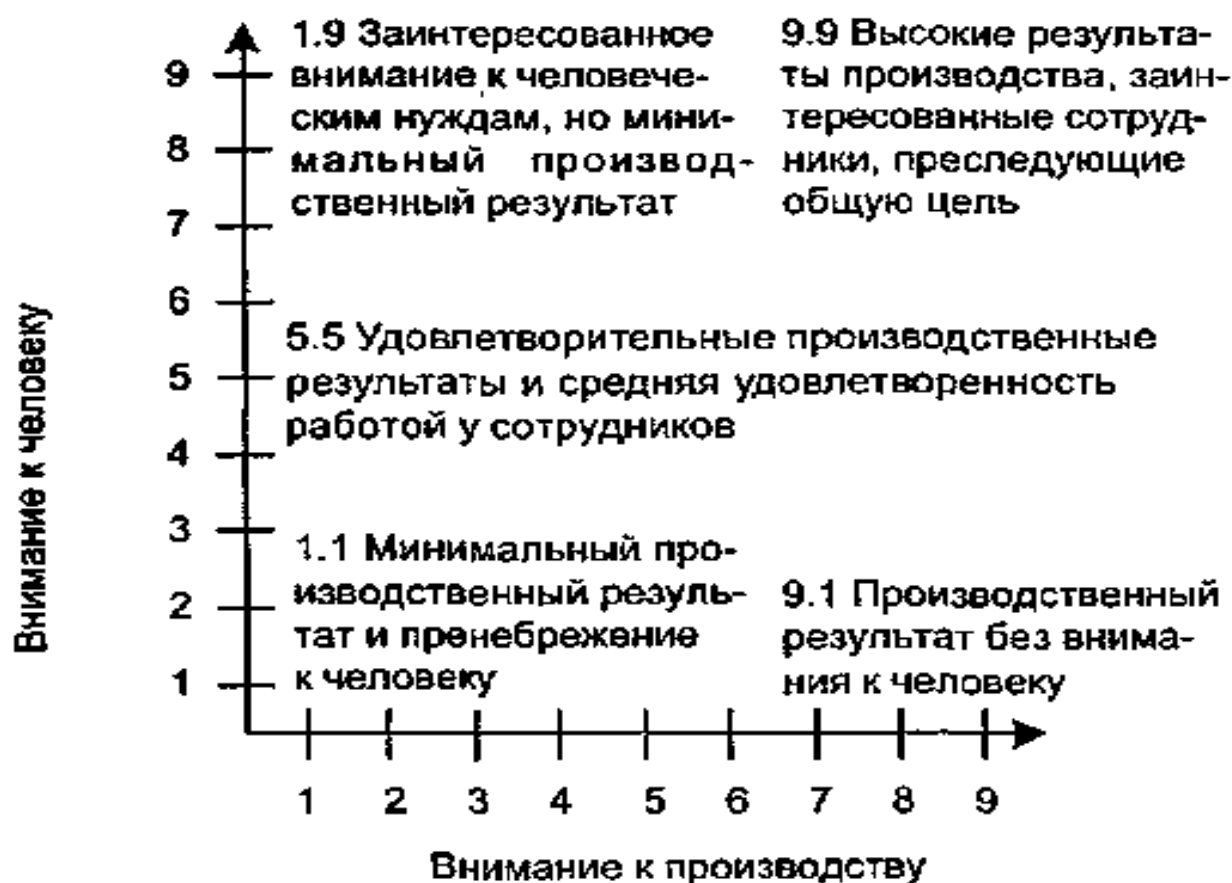 1.9 Заинтересованное
внимание к человече-
ским нуждам, но мини-
мальный производ-
ственный результат
9.9 Высокие результа-
ты производства, заин-
тересованные сотруд-
ники, преследующие
общую цель
5.5 Удовлетворительные производственные
результаты и средняя удовлетворенность
работой у сотрудников
1.1 Минимальный про-
изводственный резуль-
тат и пренебрежение
к человеку
9.1 Производственный
результат без внима-
ния к человеку
9
8
7
6
5
4
3
2
1
Внимание к человеку
1 2 3 4 5 6 7 8 9
Внимание к производству